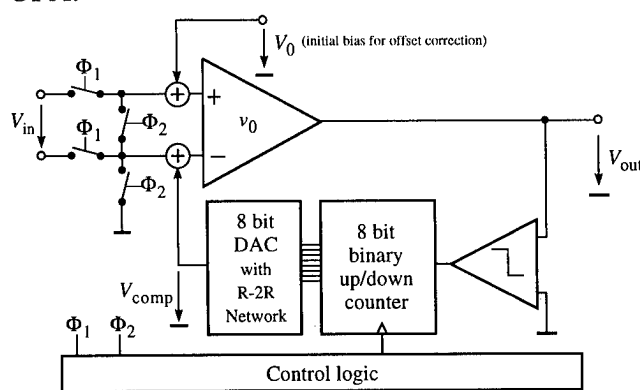 V0 (initial bias for offset correction)
Φ1
+
+
v0
Vin
Φ2
Φ1
+
−
Φ2
Vout
8 bit
DAC
with
R-2R
Network
8 bit
binary
up/down
counter
Vcomp
Φ1 Φ2
Control logic